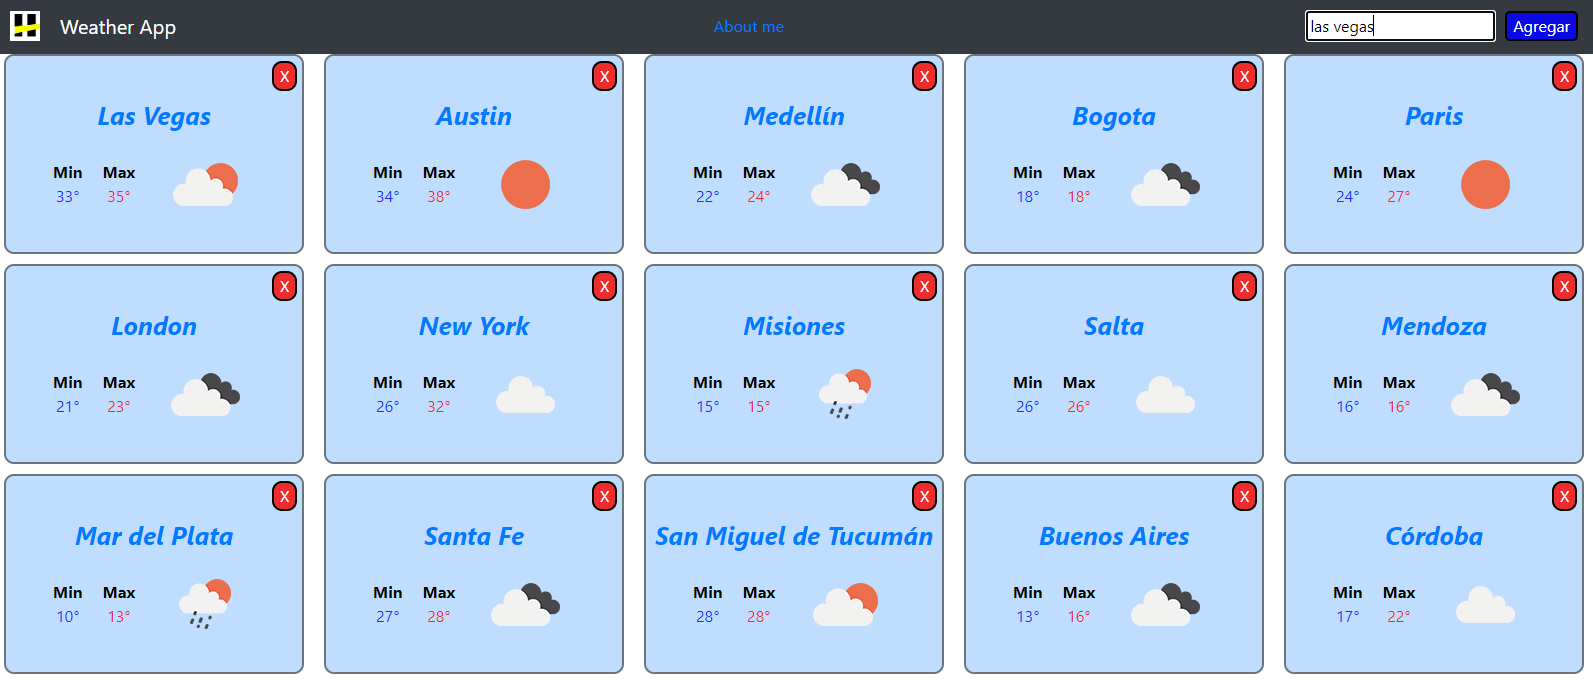 Weather App About me las vegas Agregar
X X X X X
Las Vegas Austin Medellín Bogota Paris
Min Max Min Max Min Max Min Max Min Max
33° 35° 34° 38° 22° 24° 18° 18° 24° 27°
X X X X X
London New York Misiones Salta Mendoza
Min Max Min Max Min Max Min Max Min Max
21° 23° 26° 32° 15° 15° 26° 26° 16° 16°
X X X X X
Mar del Plata Santa Fe San Miguel de Tucumán Buenos Aires Córdoba
Min Max Min Max Min Max Min Max Min Max
10° 13° 27° 28° 28° 28° 13° 16° 17° 22°